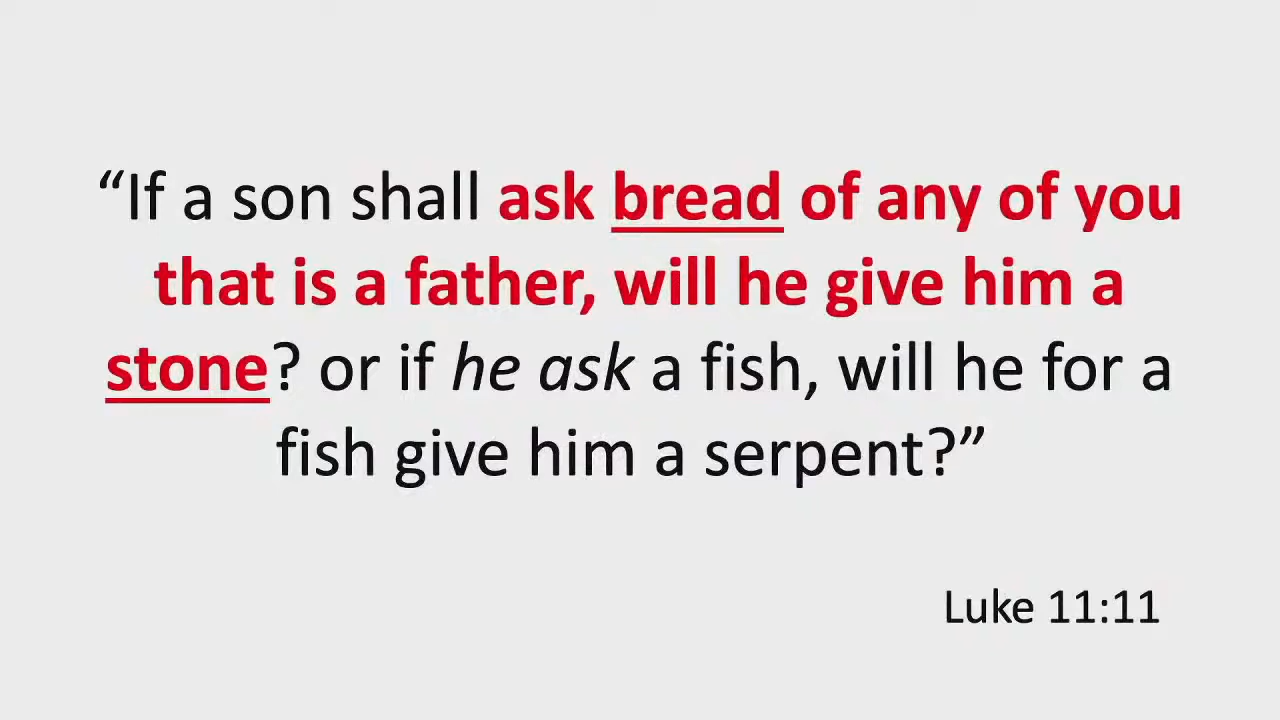 “If a son shall ask bread of any of you
that is a father, will he give him a
stone? or if he ask a fish, will he for a
fish give him a serpent?”
Luke 11:11